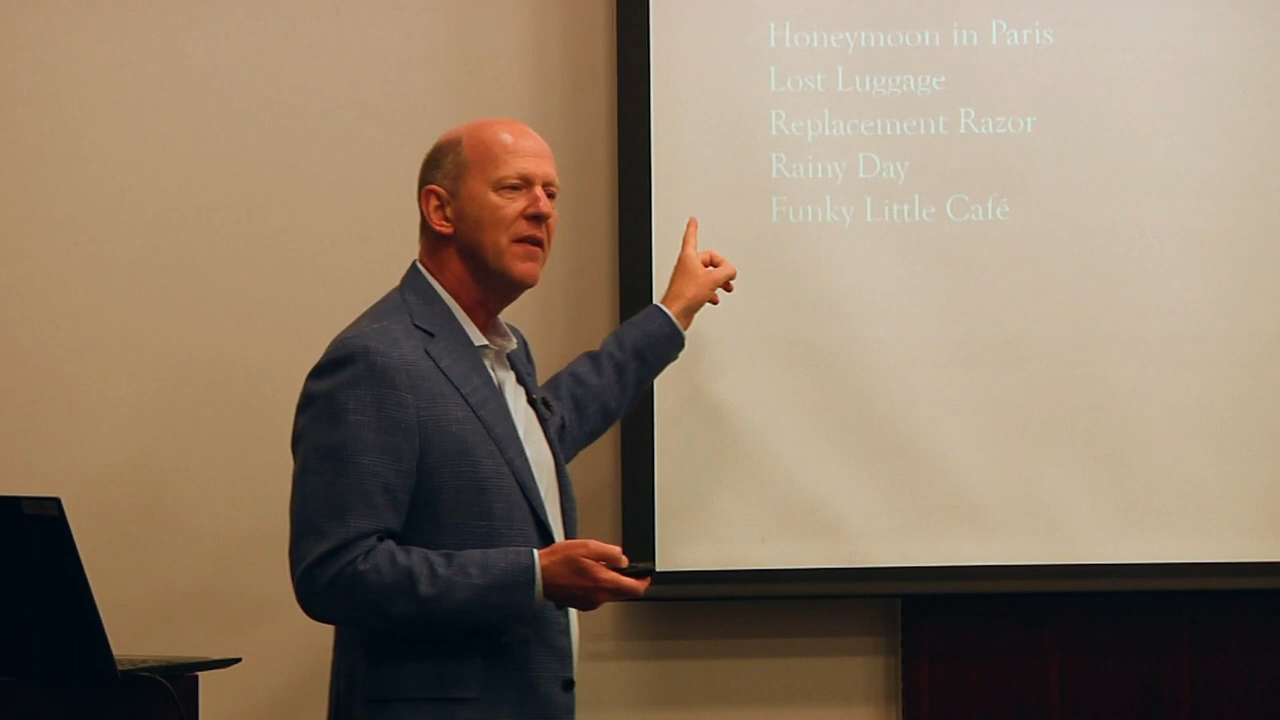 Honeymoon in Paris
Lost Luggage
Replacement Razor
Rainy Day
Funky Little Café